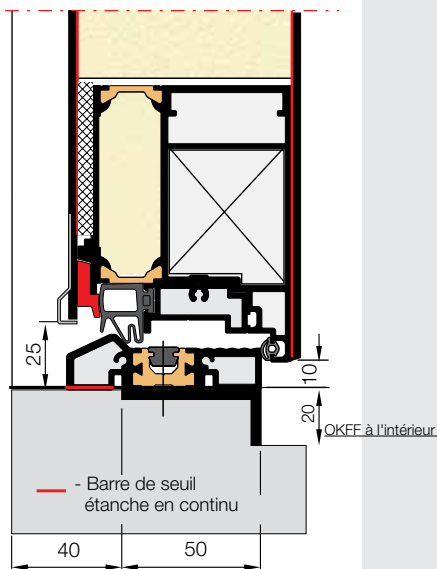 25
10
20
OKFF à l'intérieur
- Barre de seuil
étanche en continu
40
50